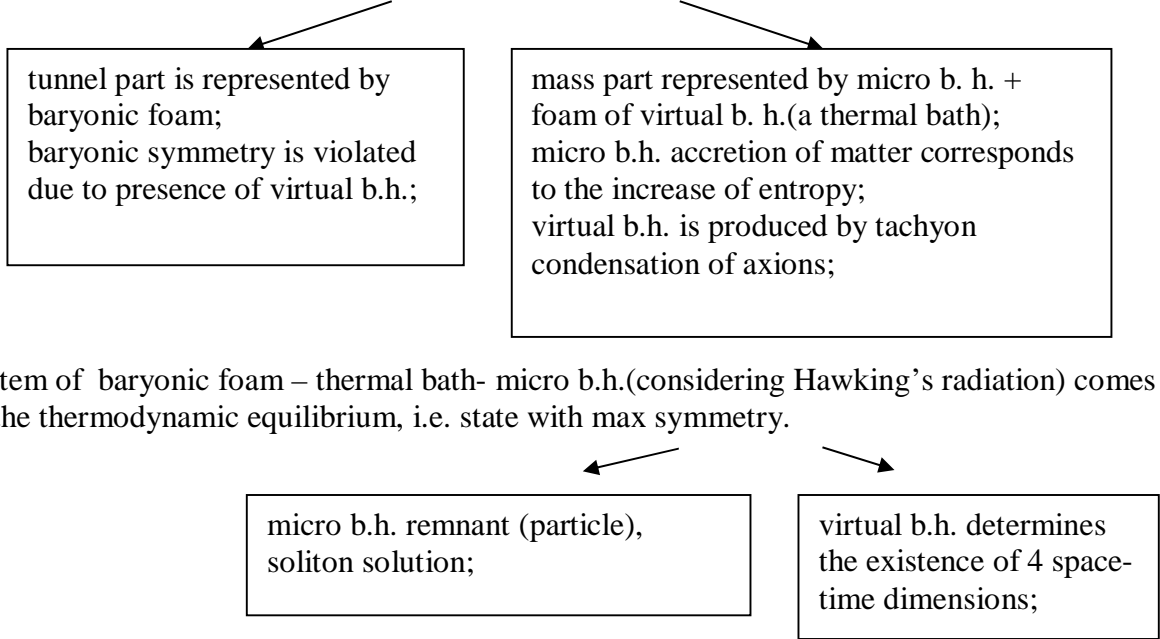 tunnel part is represented by
baryonic foam;
baryonic symmetry is violated
due to presence of virtual b.h.;
mass part represented by micro b. h. +
foam of virtual b. h.(a thermal bath);
micro b.h. accretion of matter corresponds
to the increase of entropy;
virtual b.h. is produced by tachyon
condensation of axions;
tem of baryonic foam – thermal bath- micro b.h.(considering Hawking’s radiation) comes
he thermodynamic equilibrium, i.e. state with max symmetry.
micro b.h. remnant (particle),
soliton solution;
virtual b.h. determines
the existence of 4 space-
time dimensions;